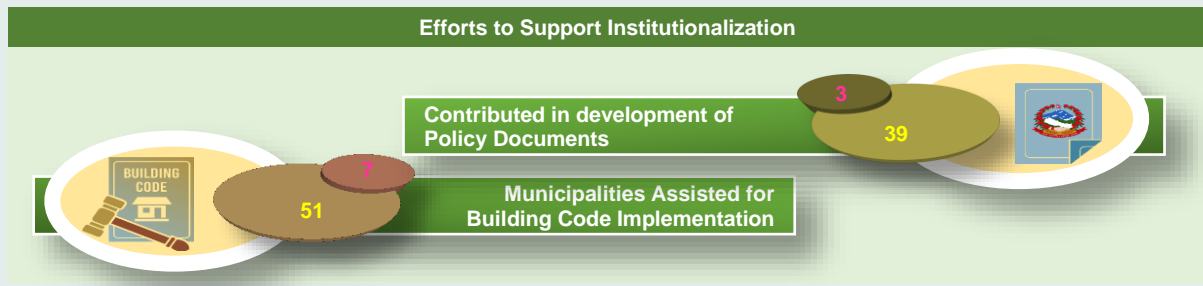 Efforts to Support Institutionalization
3
Contributed in development of
Policy Documents
39
BUILDING
CODE
7
51
Municipalities Assisted for
Building Code Implementation